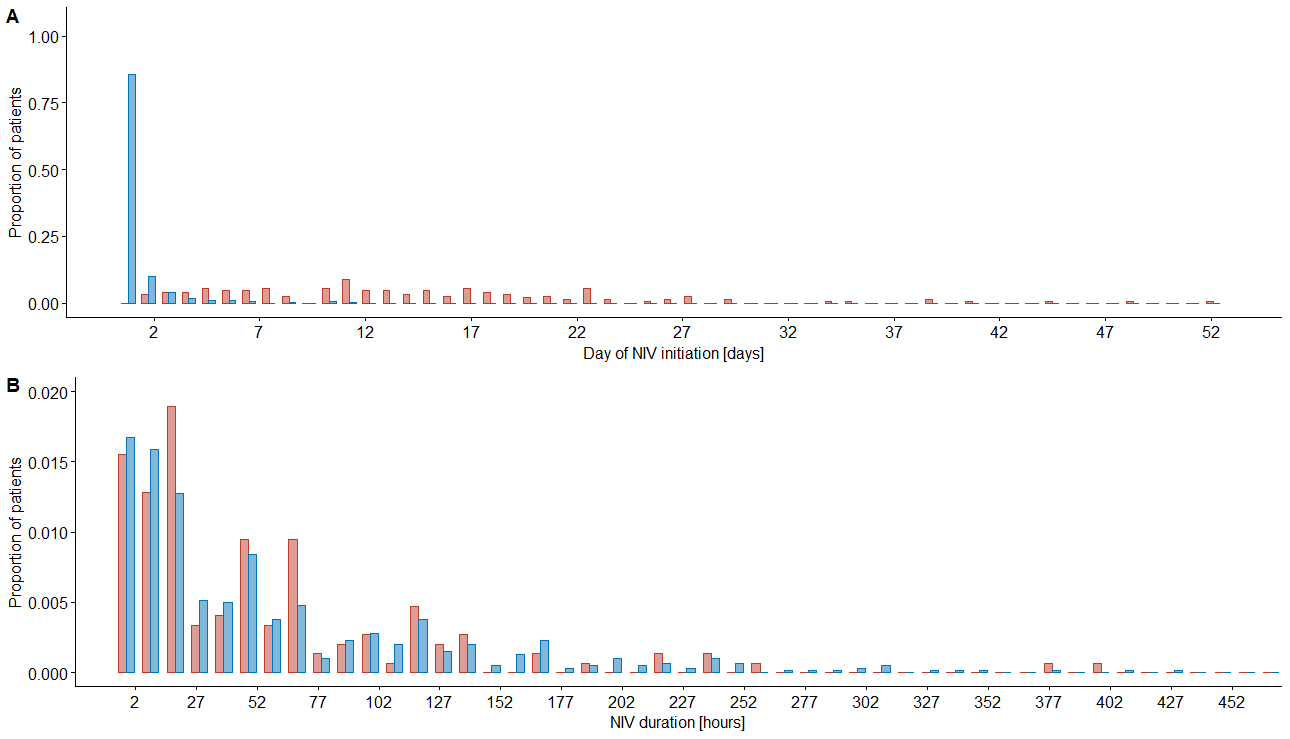 A
Proportion of patients
1.00
0.75
0.50
0.25
0.00
2 7 12 17 22 27 32 37 42 47 52
Day of NIV initiation [days]
B
Proportion of patients
0.020
0.015
0.010
0.005
0.000
2 27 52 77 102 127 152 177 202 227 252 277 302 327 352 377 402 427 452
NIV duration [hours]